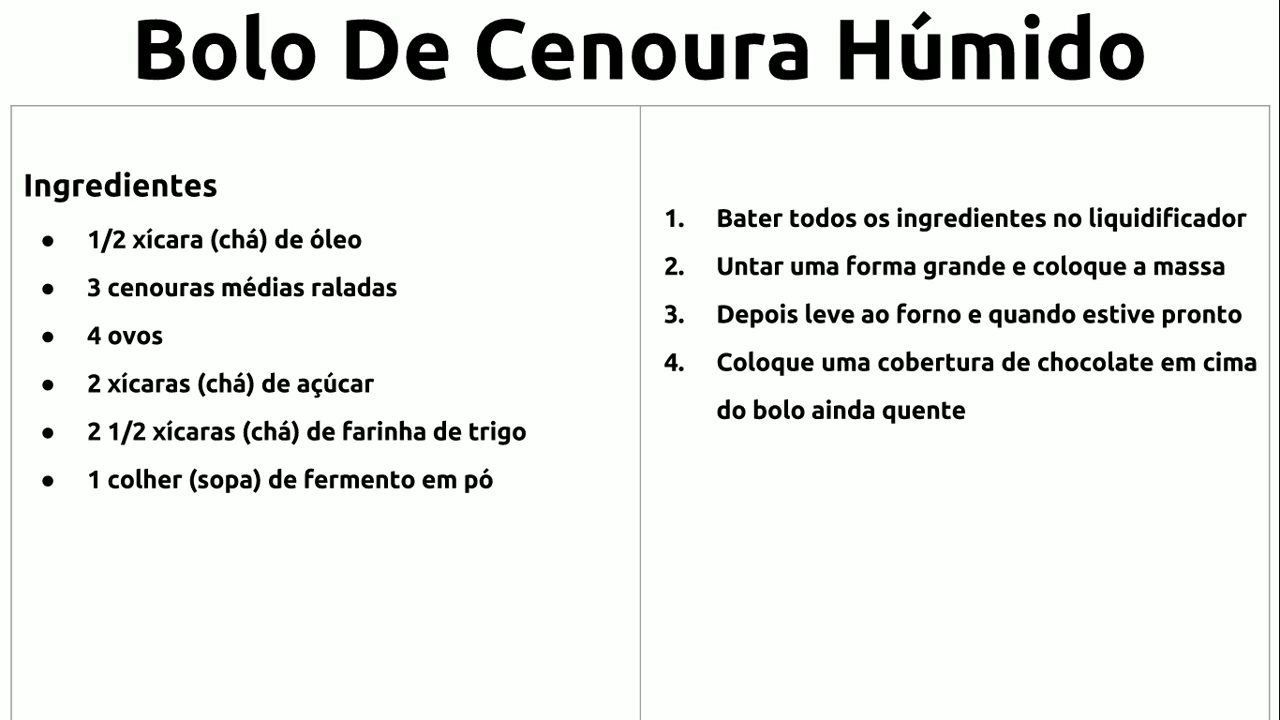 Bolo De Cenoura Húmido
Ingredientes
● 1/2 xícara (chá) de óleo
● 3 cenouras médias raladas
● 4 ovos
● 2 xícaras (chá) de açúcar
● 2 1/2 xícaras (chá) de farinha de trigo
● 1 colher (sopa) de fermento em pó
1. Bater todos os ingredientes no liquidificador
2. Untar uma forma grande e coloque a massa
3. Depois leve ao forno e quando estive pronto
4. Coloque uma cobertura de chocolate em cima
do bolo ainda quente